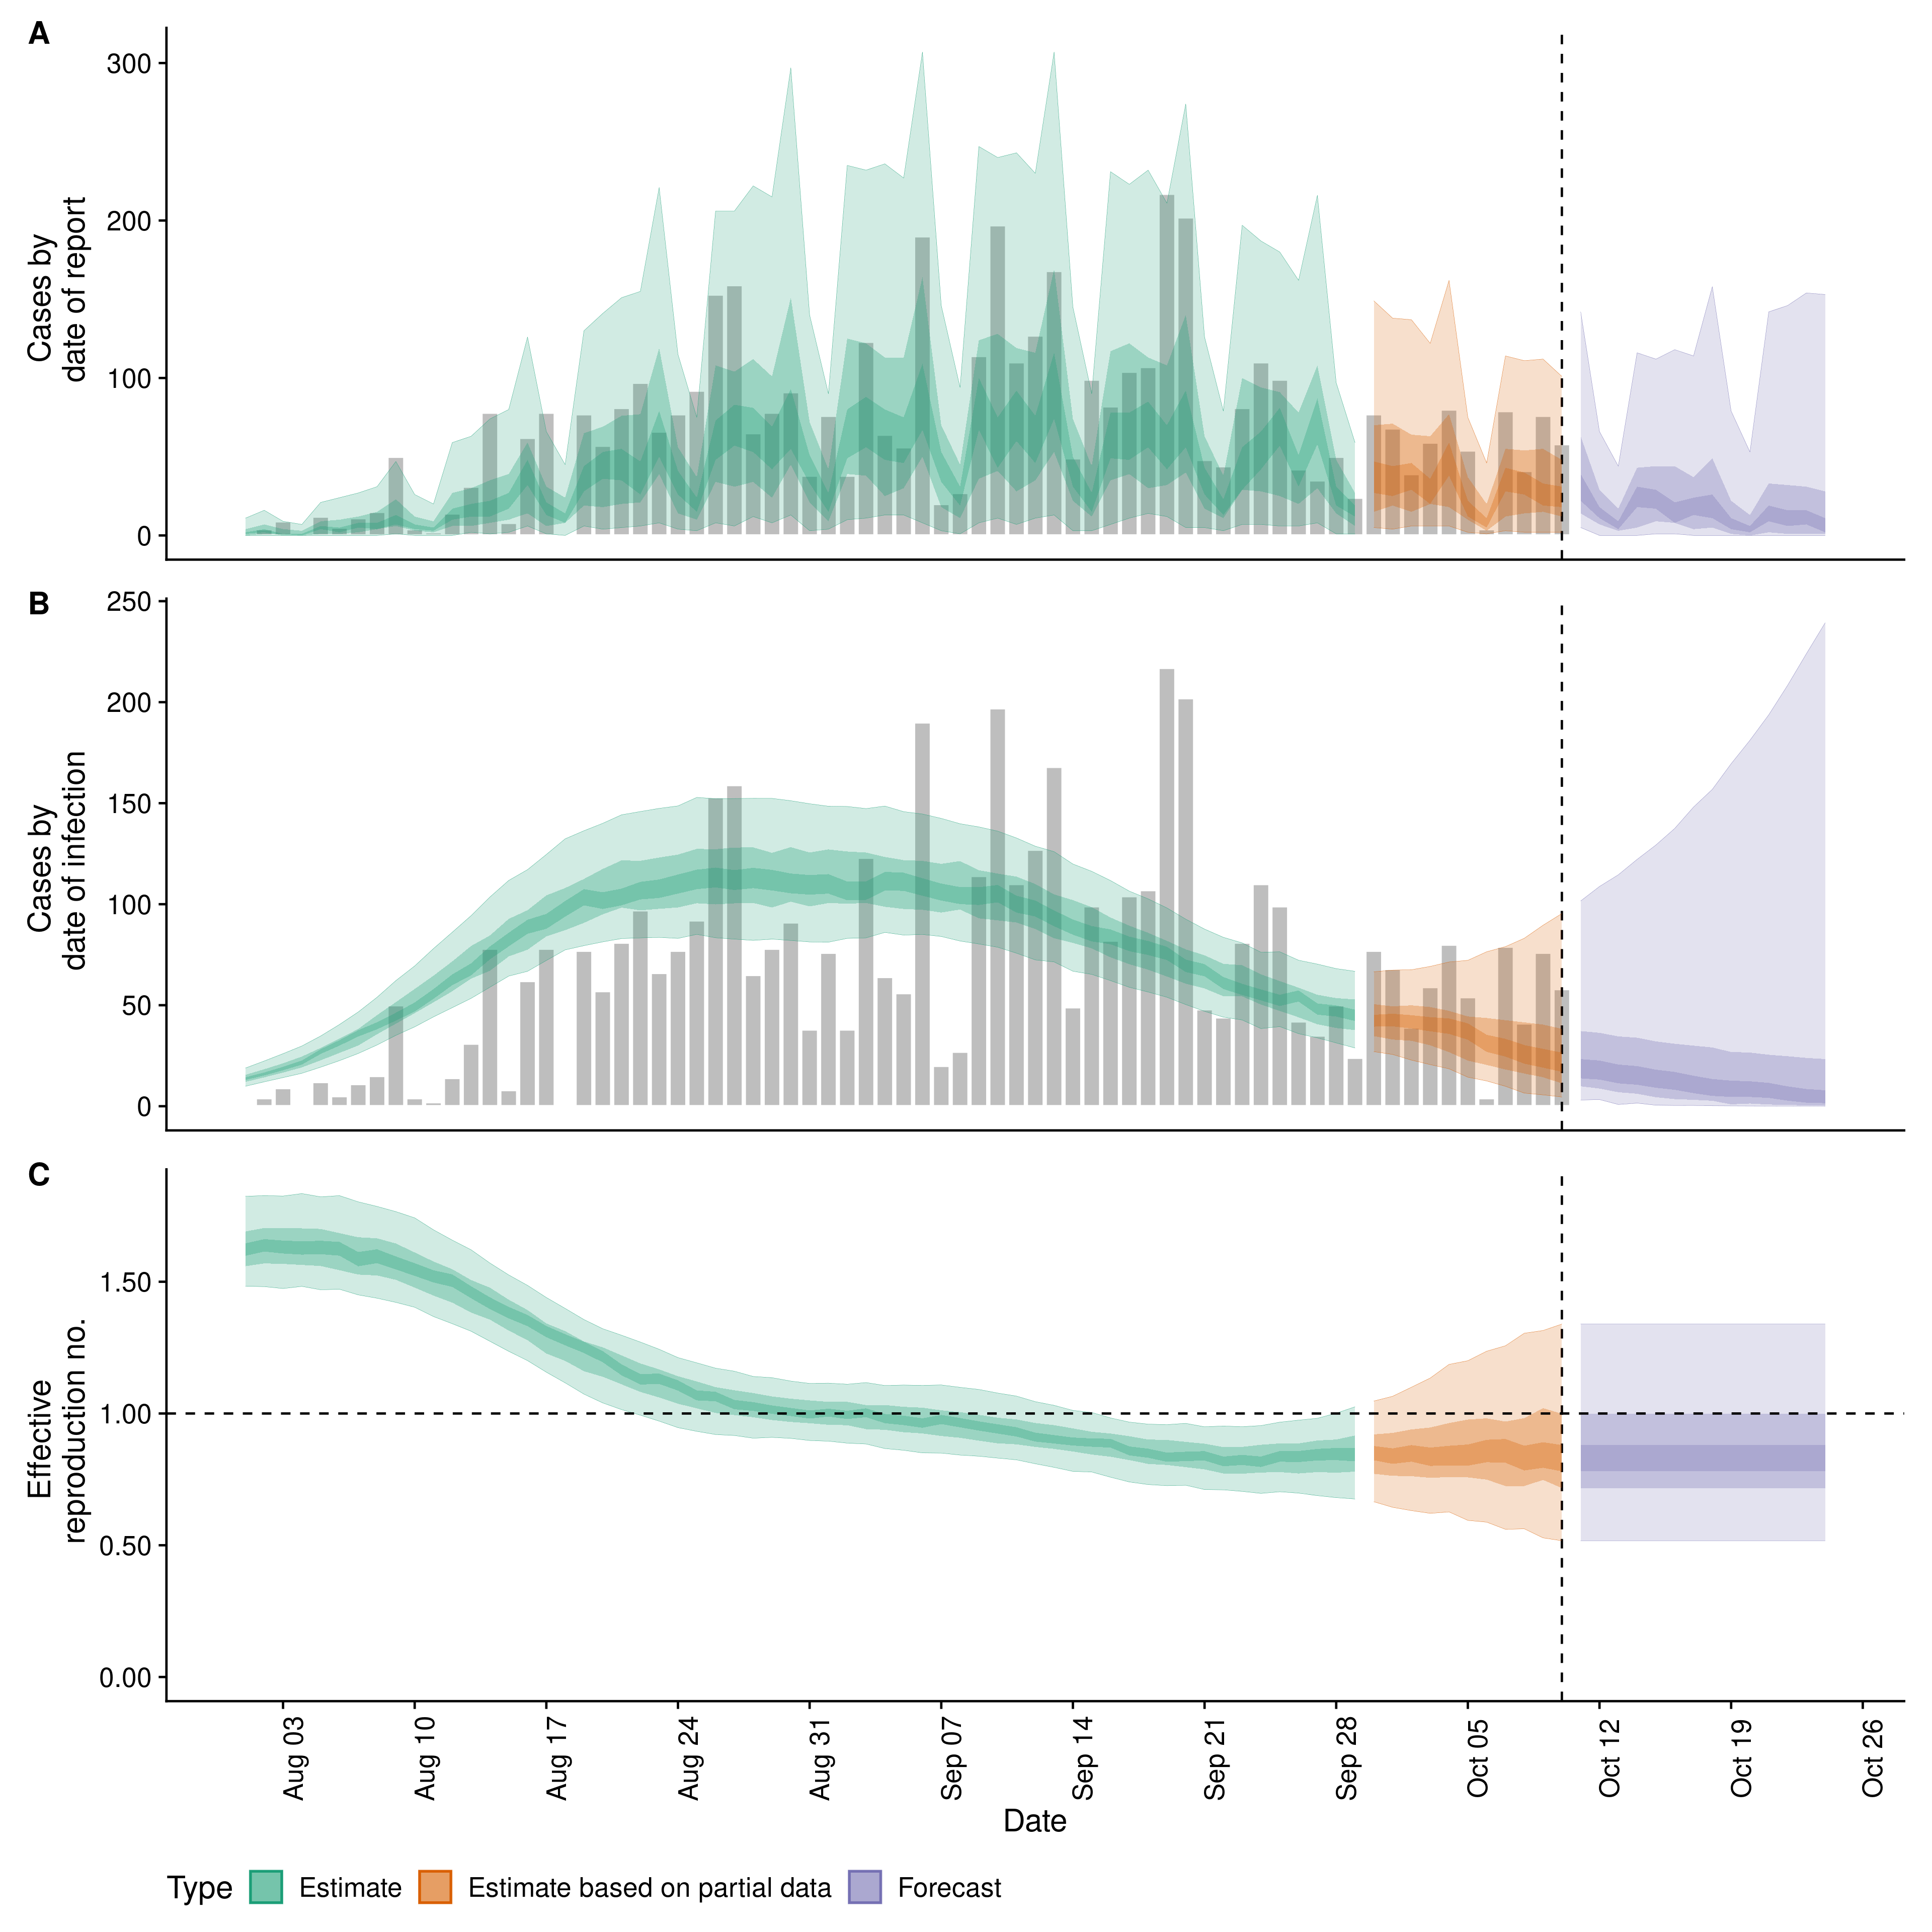 A
300
200
100
0
Cases by
date of report
B
250
200
150
100
50
0
Cases by
date of infection
C
1.50
1.00
0.50
0.00
Effective
reproduction no.
Aug 03
Aug 10
Aug 17
Aug 24
Aug 31
Sep 07
Sep 14
Sep 21
Sep 28
Oct 05
Oct 12
Oct 19
Oct 26
Date
Type Estimate Estimate based on partial data Forecast